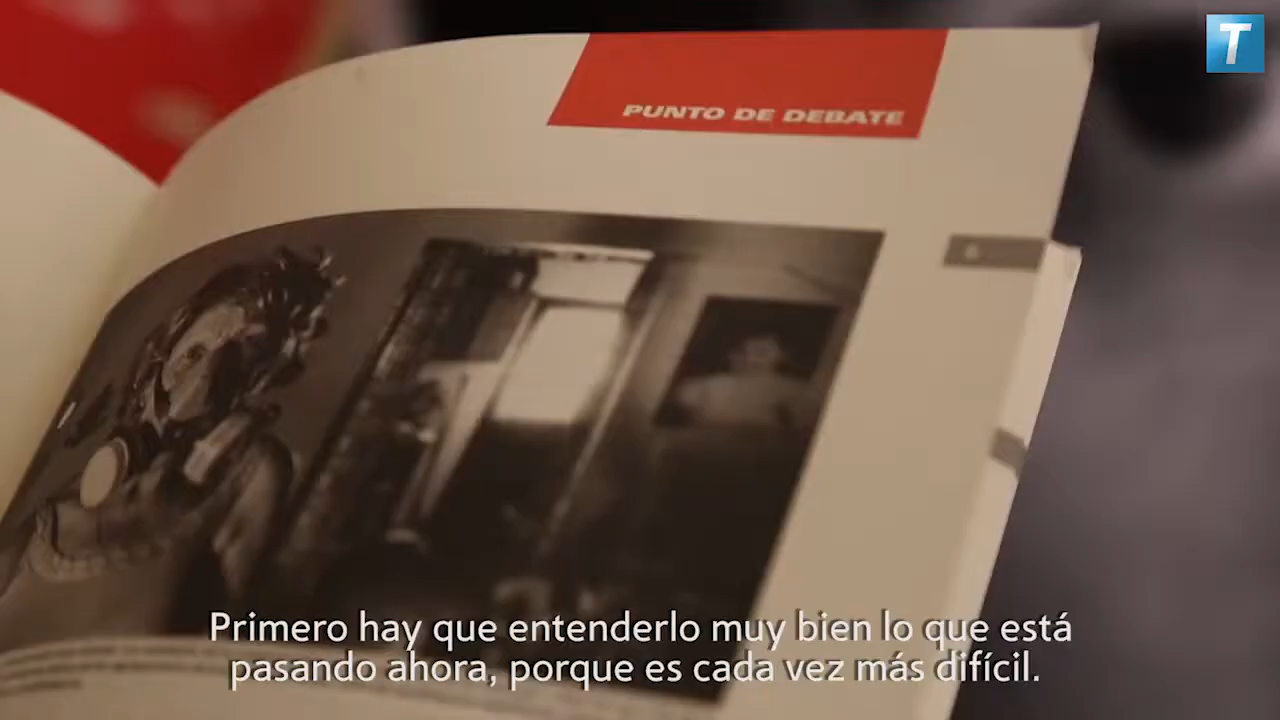 T
PUNTO DE DEBATE
Primero hay que entenderlo muy bien lo que está
pasando ahora, porque es cada vez más difícil.